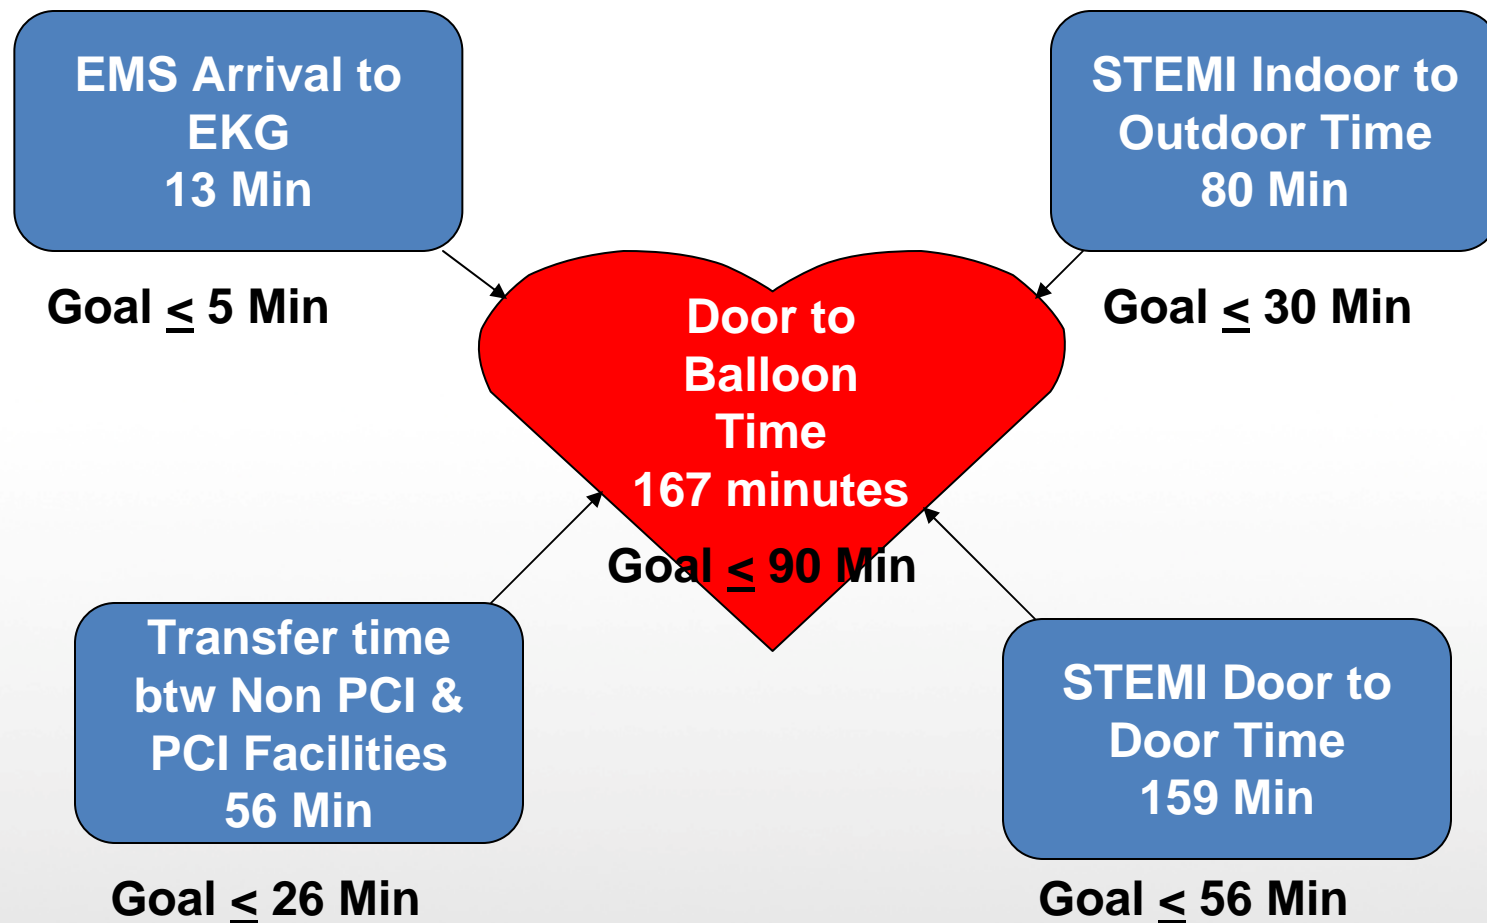 EMS Arrival to
EKG
13 Min
Goal < 5 Min
STEMI Indoor to
Outdoor Time
80 Min
Goal < 30 Min
Door to
Balloon
Time
167 minutes
Goal < 90 Min
Transfer time
btw Non PCI &
PCI Facilities
56 Min
Goal < 26 Min
STEMI Door to
Door Time
159 Min
Goal < 56 Min